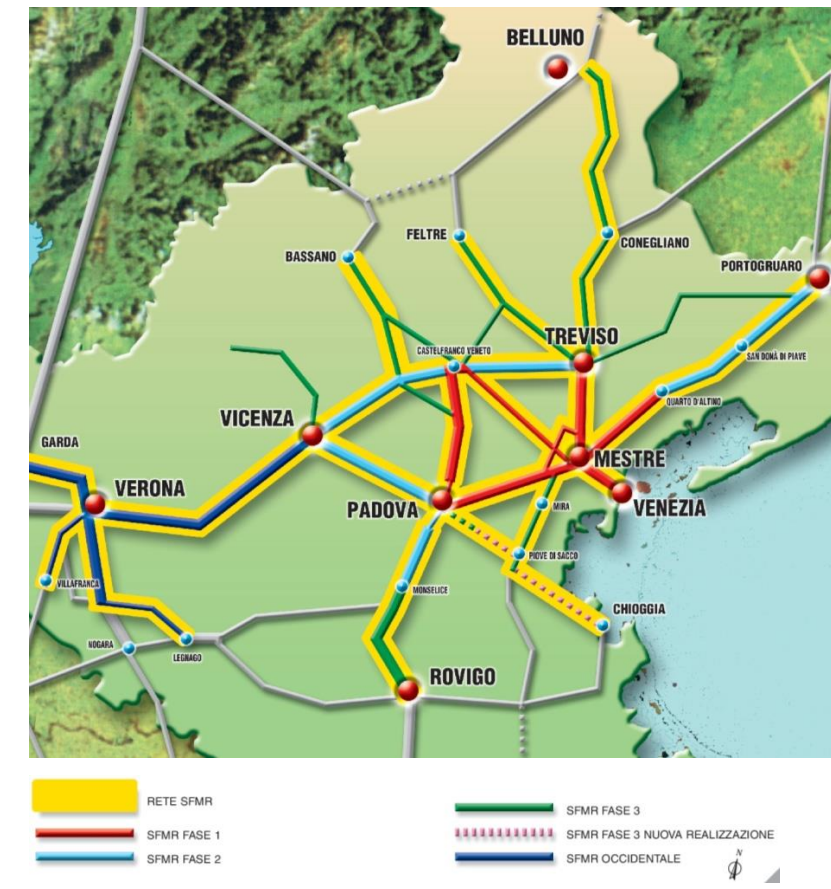 BELLUNO
FELTRE
CONEGLIANO
BASSANO
PORTOGRUARO
TREVISO
CASTELFRANCO VENETO
SAN DONÀ DI PIAVE
QUARTO D'ALTINO
VICENZA
GARDA
MESTRE
VERONA
PADOVA
MIRA
VENEZIA
PIOVE DI SACCO
VILLAFRANCA
MONSELICE
CHIOGGIA
NOGARA
LEGNAGO
ROVIGO
RETE SFMR
SFMR FASE 1
SFMR FASE 2
SFMR FASE 3
SFMR FASE 3 NUOVA REALIZZAZIONE
SFMR OCCIDENTALE
N